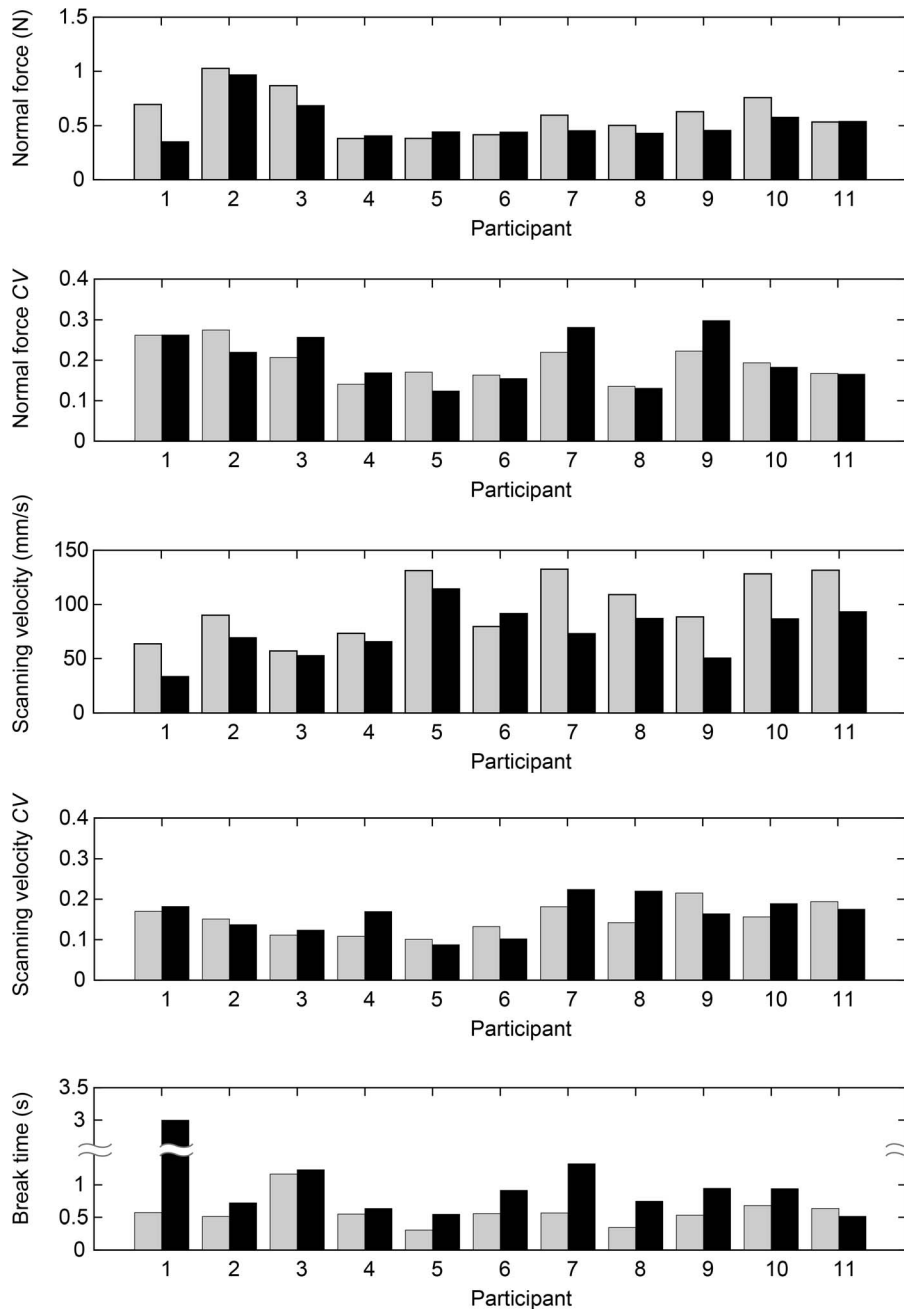 Normal force (N)
1.5
1
0.5
0
1 2 3 4 5 6 7 8 9 10 11
Participant
Normal force CV
0.4
0.3
0.2
0.1
0
1 2 3 4 5 6 7 8 9 10 11
Participant
Scanning velocity (mm/s)
150
100
50
0
1 2 3 4 5 6 7 8 9 10 11
Participant
Scanning velocity CV
0.4
0.3
0.2
0.1
0
1 2 3 4 5 6 7 8 9 10 11
Participant
Break time (s)
3.5
3
1
0.5
0
1 2 3 4 5 6 7 8 9 10 11
Participant